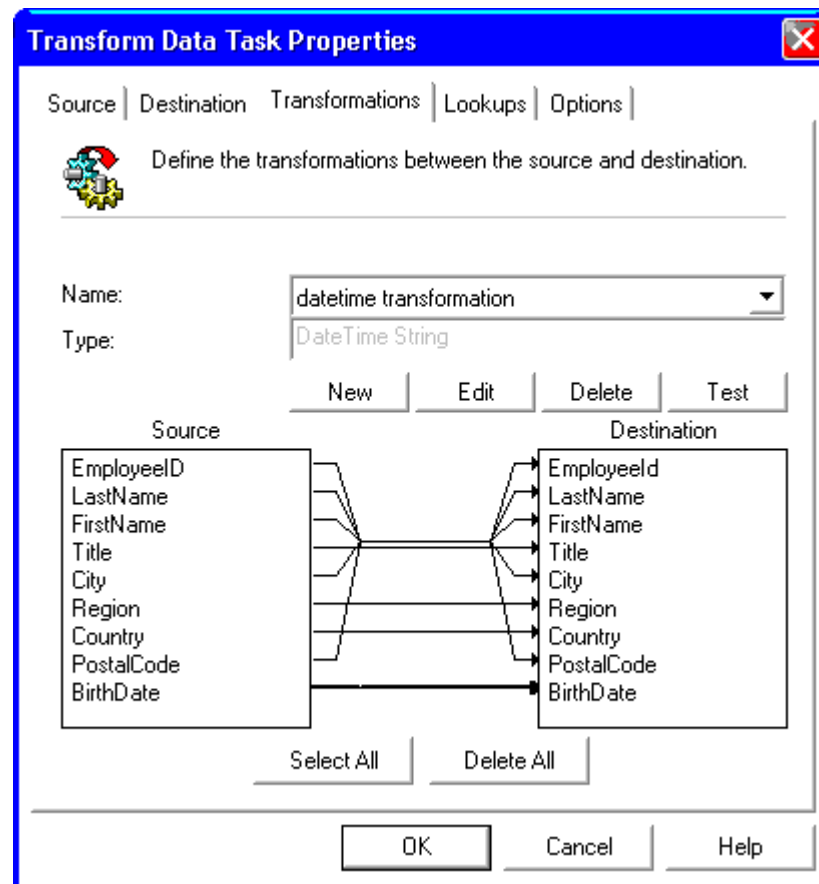 Transform Data Task Properties
Source Destination Transformations Lookups Options
Define the transformations between the source and destination.
Name: datetime transformation
Type: DateTime String
New Edit Delete Test
Source Destination
EmployeeID EmployeeId
LastName LastName
FirstName FirstName
Title Title
City City
Region Region
Country Country
PostalCode PostalCode
BirthDate BirthDate
Select All Delete All
OK Cancel Help